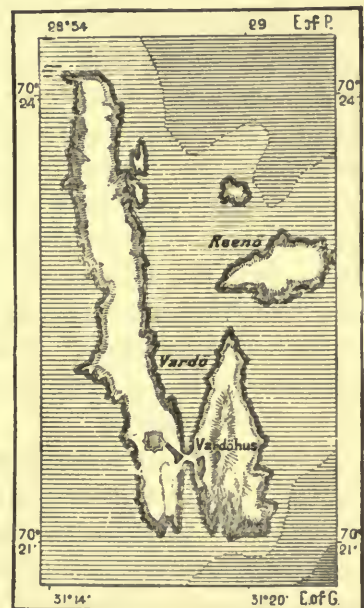 28°54 29 E.of P.
70° 24' 70° 24'
Reenö
Vardö
Vardöhus
70° 21' 70° 21'
31°14' 31°20' E.of G.